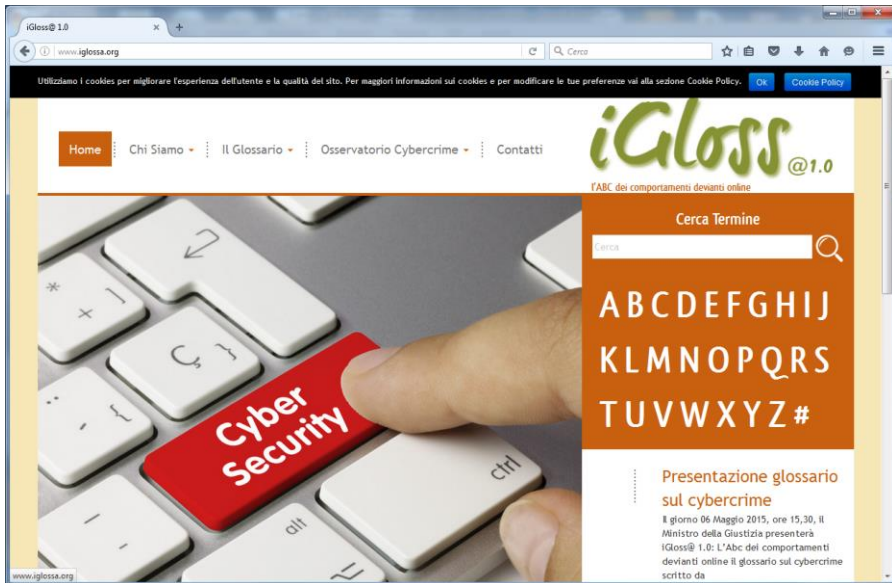 iGloss@ 1.0
www.iglossa.org
Cerca
Utilizziamo i cookies per migliorare l'esperienza dell'utente e la qualità del sito. Per maggiori informazioni sui cookies e per modificare le tue preferenze vai alla sezione Cookie Policy. Ok Cookie Policy
Home Chi Siamo Il Glossario Osservatorio Cybercrime Contatti
iGloss
@1.0
l'ABC dei comportamenti devianti online
Cerca Termine
Cerca
A B C D E F G H I J
K L M N O P Q R S
T U V W X Y Z #
* + ]
Ç }
Cyber
Security
ctrl
alt
Presentazione glossario
sul cybercrime
Il giorno 06 Maggio 2015, ore 15,30, il
Ministro della Giustizia presenterà
iGloss@ 1.0: L'Abc dei comportamenti
devianti online il glossario sul cybercrime
scritto da
www.iglossa.org